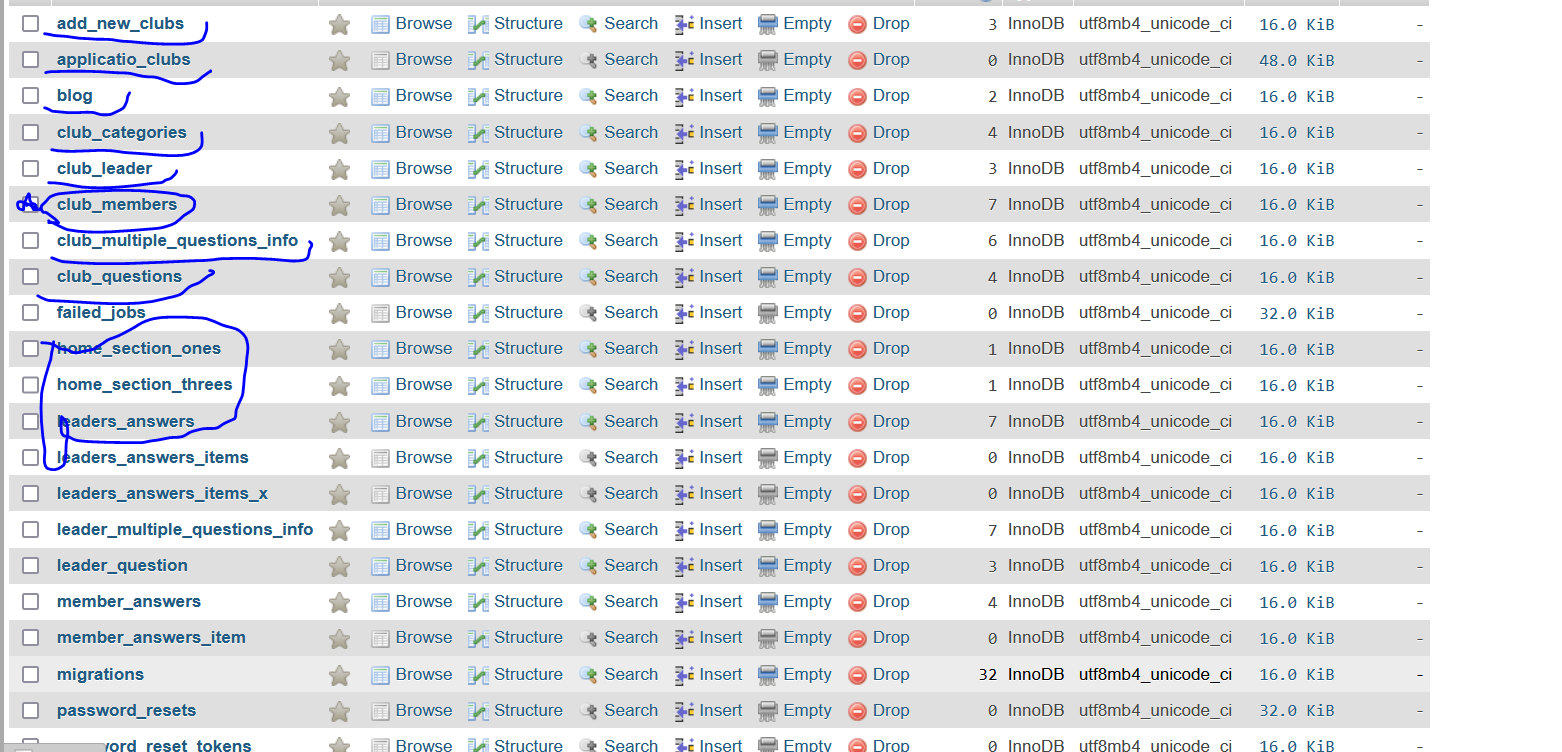 add_new_clubs Browse Structure Search Insert Empty Drop 3 InnoDB utf8mb4_unicode_ci 16.0 KiB -
applicatio_clubs Browse Structure Search Insert Empty Drop 0 InnoDB utf8mb4_unicode_ci 48.0 KiB -
blog Browse Structure Search Insert Empty Drop 2 InnoDB utf8mb4_unicode_ci 16.0 KiB -
club_categories Browse Structure Search Insert Empty Drop 4 InnoDB utf8mb4_unicode_ci 16.0 KiB -
club_leader Browse Structure Search Insert Empty Drop 3 InnoDB utf8mb4_unicode_ci 16.0 KiB -
club_members Browse Structure Search Insert Empty Drop 7 InnoDB utf8mb4_unicode_ci 16.0 KiB -
club_multiple_questions_info Browse Structure Search Insert Empty Drop 6 InnoDB utf8mb4_unicode_ci 16.0 KiB -
club_questions Browse Structure Search Insert Empty Drop 4 InnoDB utf8mb4_unicode_ci 16.0 KiB -
failed_jobs Browse Structure Search Insert Empty Drop 0 InnoDB utf8mb4_unicode_ci 32.0 KiB -
home_section_ones Browse Structure Search Insert Empty Drop 1 InnoDB utf8mb4_unicode_ci 16.0 KiB -
home_section_threes Browse Structure Search Insert Empty Drop 1 InnoDB utf8mb4_unicode_ci 16.0 KiB -
leaders_answers Browse Structure Search Insert Empty Drop 7 InnoDB utf8mb4_unicode_ci 16.0 KiB -
leaders_answers_items Browse Structure Search Insert Empty Drop 0 InnoDB utf8mb4_unicode_ci 16.0 KiB -
leaders_answers_items_x Browse Structure Search Insert Empty Drop 0 InnoDB utf8mb4_unicode_ci 16.0 KiB -
leader_multiple_questions_info Browse Structure Search Insert Empty Drop 7 InnoDB utf8mb4_unicode_ci 16.0 KiB -
leader_question Browse Structure Search Insert Empty Drop 3 InnoDB utf8mb4_unicode_ci 16.0 KiB -
member_answers Browse Structure Search Insert Empty Drop 4 InnoDB utf8mb4_unicode_ci 16.0 KiB -
member_answers_item Browse Structure Search Insert Empty Drop 0 InnoDB utf8mb4_unicode_ci 16.0 KiB -
migrations Browse Structure Search Insert Empty Drop 32 InnoDB utf8mb4_unicode_ci 16.0 KiB -
password_resets Browse Structure Search Insert Empty Drop 0 InnoDB utf8mb4_unicode_ci 32.0 KiB -
word_reset_tokens Browse Structure Search Insert Empty Drop 0 InnoDB utf8mb4_unicode_ci 16.0 KiB -